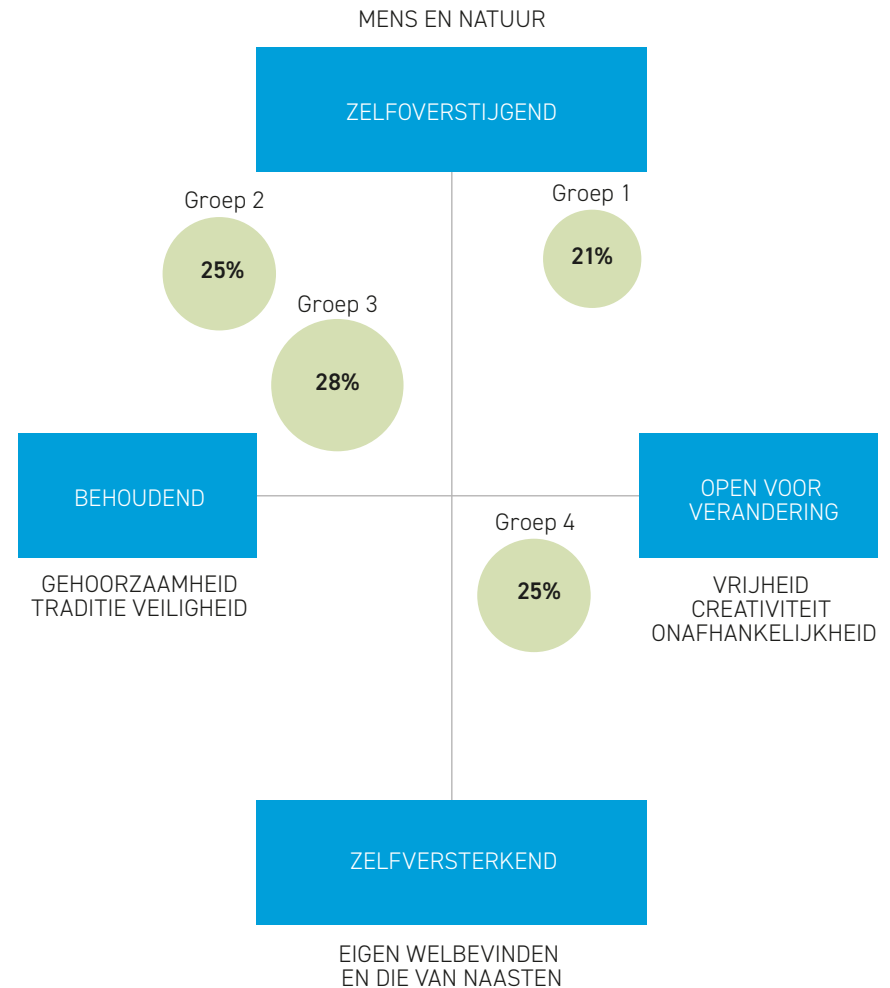 MENS EN NATUUR
ZELFOVERSTIJGEND
Groep 2
25%
Groep 1
21%
Groep 3
28%
BEHOUDEND
GEHOORZAAMHEID
TRADITIE VEILIGHEID
OPEN VOOR
VERANDERING
VRIJHEID
CREATIVITEIT
ONAFHANKELIJKHEID
Groep 4
25%
ZELFVERSTERKEND
EIGEN WELBEVINDEN
EN DIE VAN NAASTEN